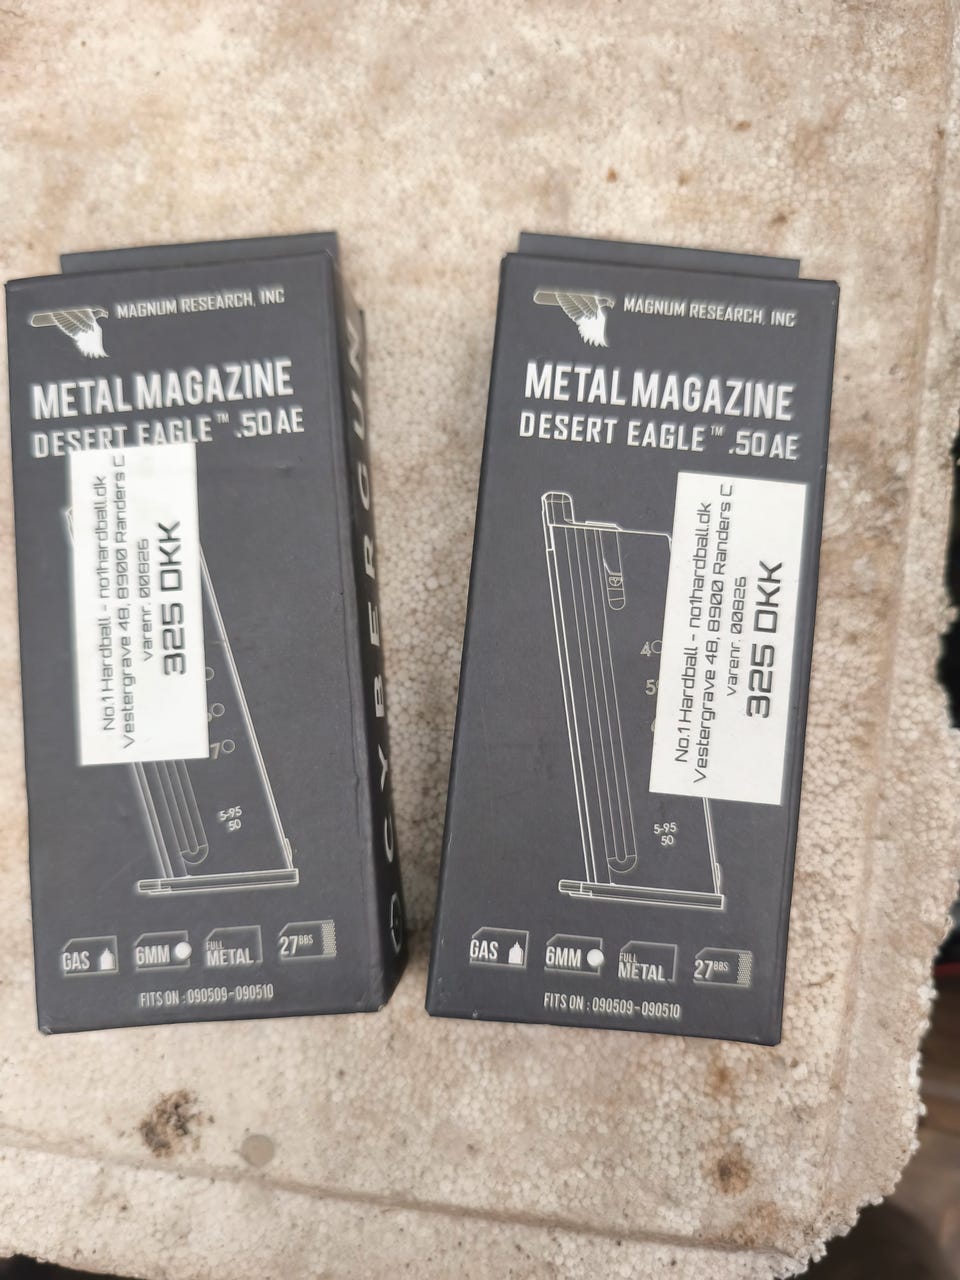 MAGNUM RESEARCH, INC
METAL MAGAZINE
DESERT EAGLE™ .50 AE
No.1 Hardball - no1hardball.dk
Vestergrave 48, 8900 Randers C
varenr. 00826
325 DKK
7
5-95
50
GAS
6MM
FULL
METAL
27 BBS
FITS ON : 090509-090510
CYBERGUN
MAGNUM RESEARCH, INC
METAL MAGAZINE
DESERT EAGLE™ .50 AE
No.1 Hardball - no1hardball.dk
Vestergrave 48, 8900 Randers C
varenr. 00826
325 DKK
4
5
5-95
50
GAS
6MM
FULL
METAL
27 BBS
FITS ON : 090509-090510